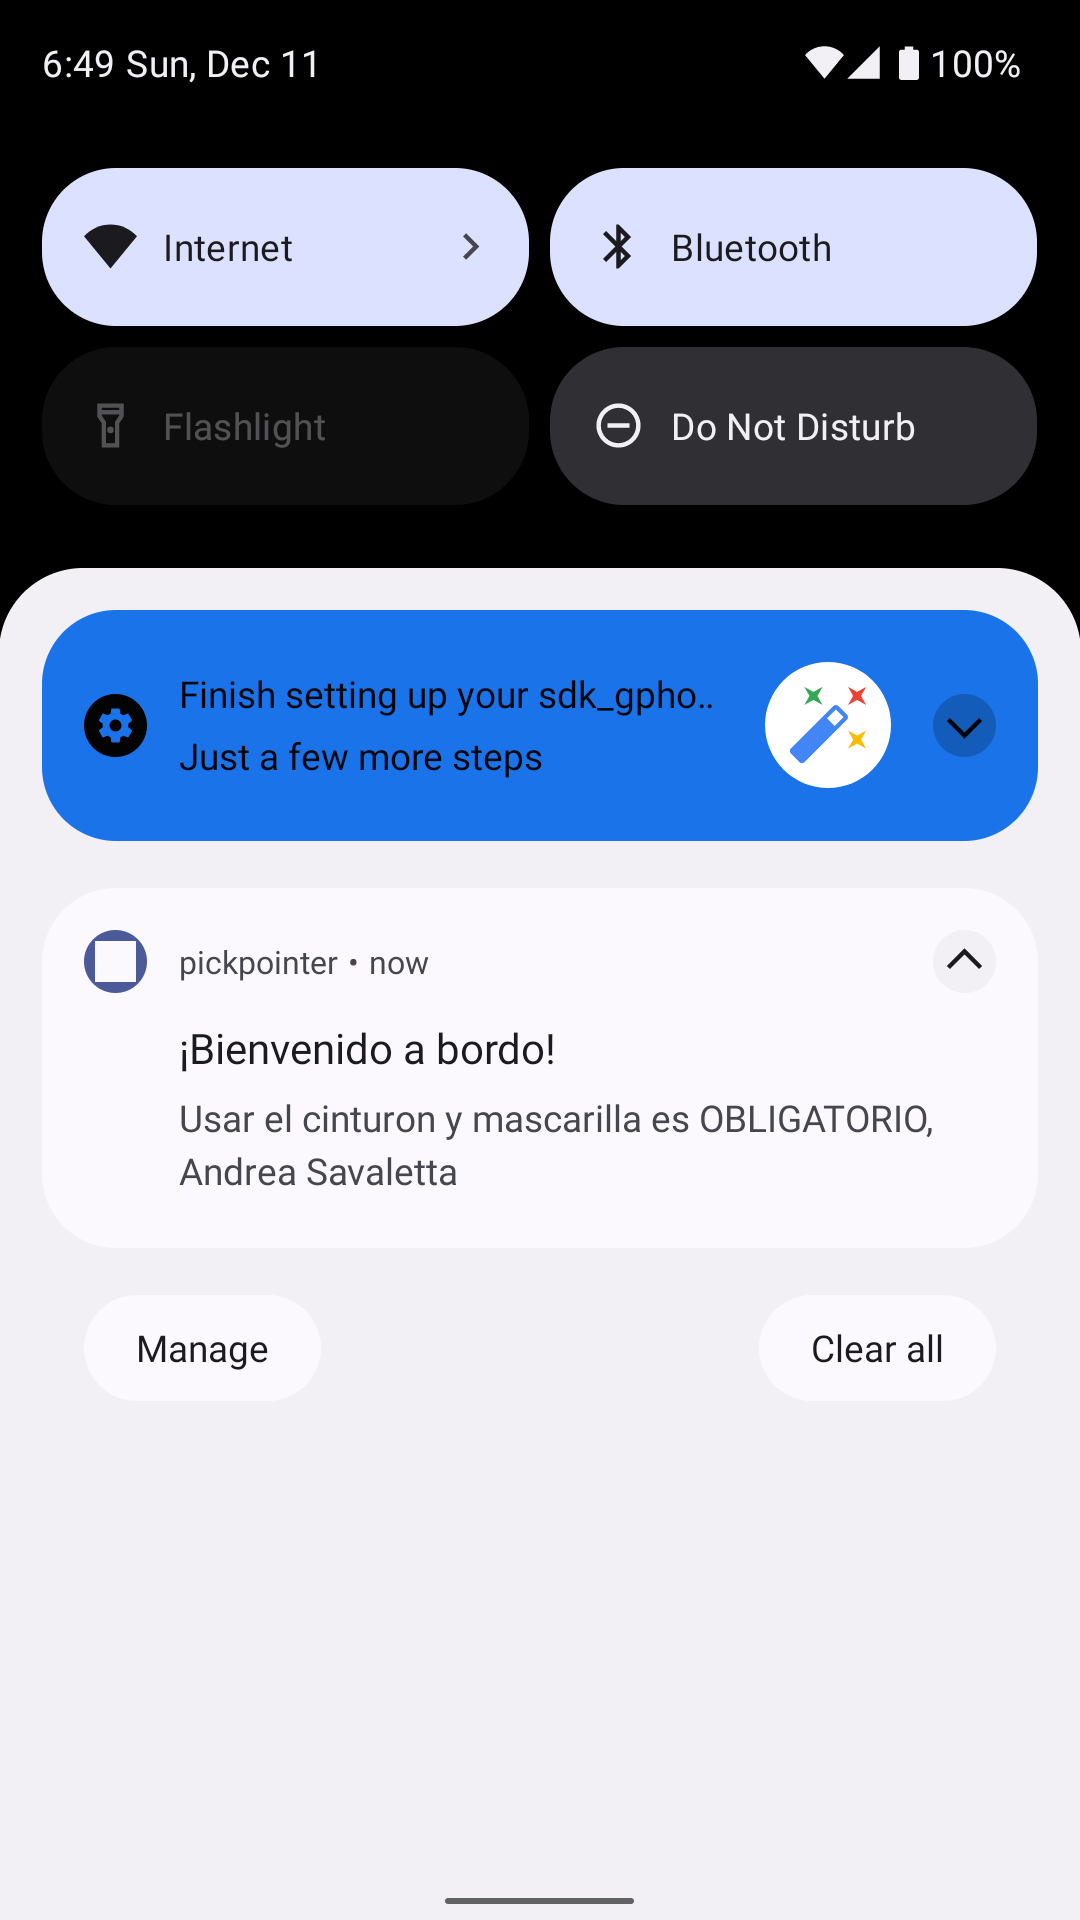 6:49 Sun, Dec 11
100%
Internet
Bluetooth
Flashlight
Do Not Disturb
Finish setting up your sdk_gpho..
Just a few more steps
pickpointer • now
¡Bienvenido a bordo!
Usar el cinturon y mascarilla es OBLIGATORIO,
Andrea Savaletta
Manage
Clear all